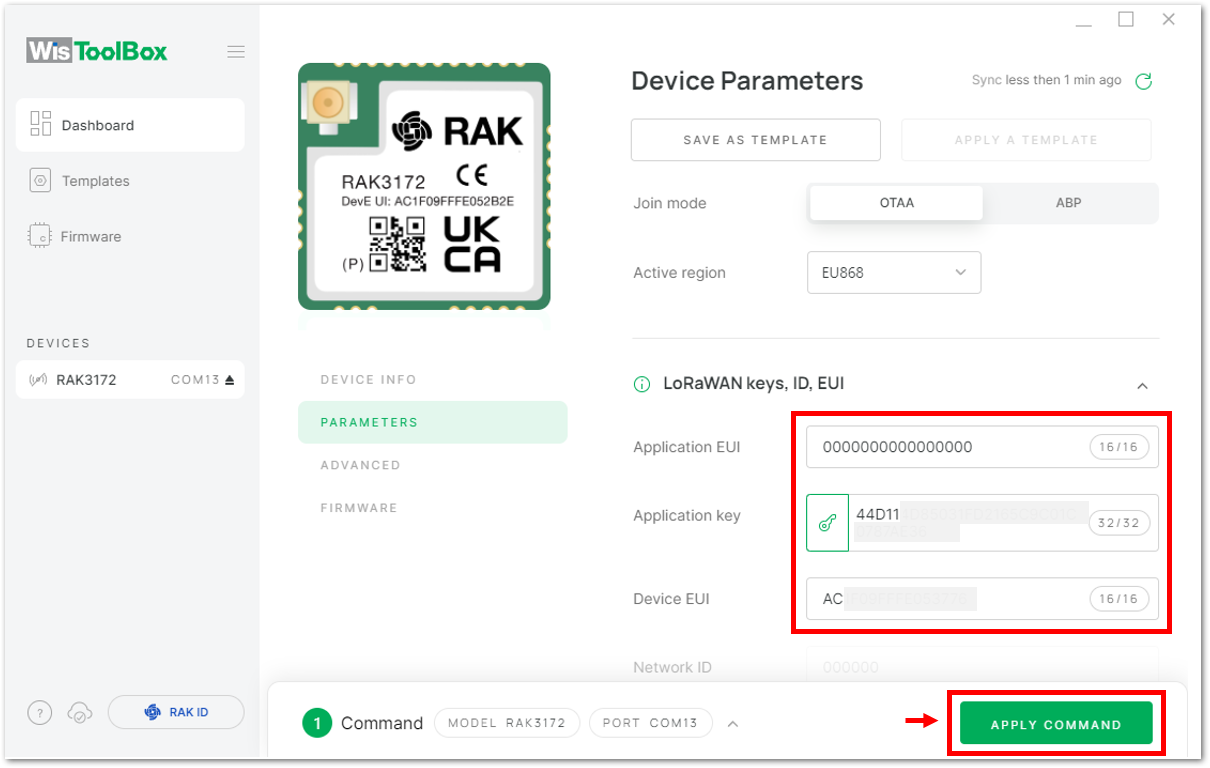 WisToolBox
Dashboard
Templates
Firmware
DEVICES
RAK3172 COM13
?
RAK ID
RAK
RAK3172
DevE UI: AC1F09FFFE052B2E
(P)
UK
CA
DEVICE INFO
PARAMETERS
ADVANCED
FIRMWARE
Device Parameters
Sync less then 1 min ago
SAVE AS TEMPLATE
APPLY A TEMPLATE
Join mode
OTAA
ABP
Active region
EU868
LoRaWAN keys, ID, EUI
Application EUI
0000000000000000
16/16
Application key
44D11
32/32
Device EUI
AC
16/16
Network ID
000000
1 Command
MODEL RAK3172
PORT COM13
APPLY COMMAND